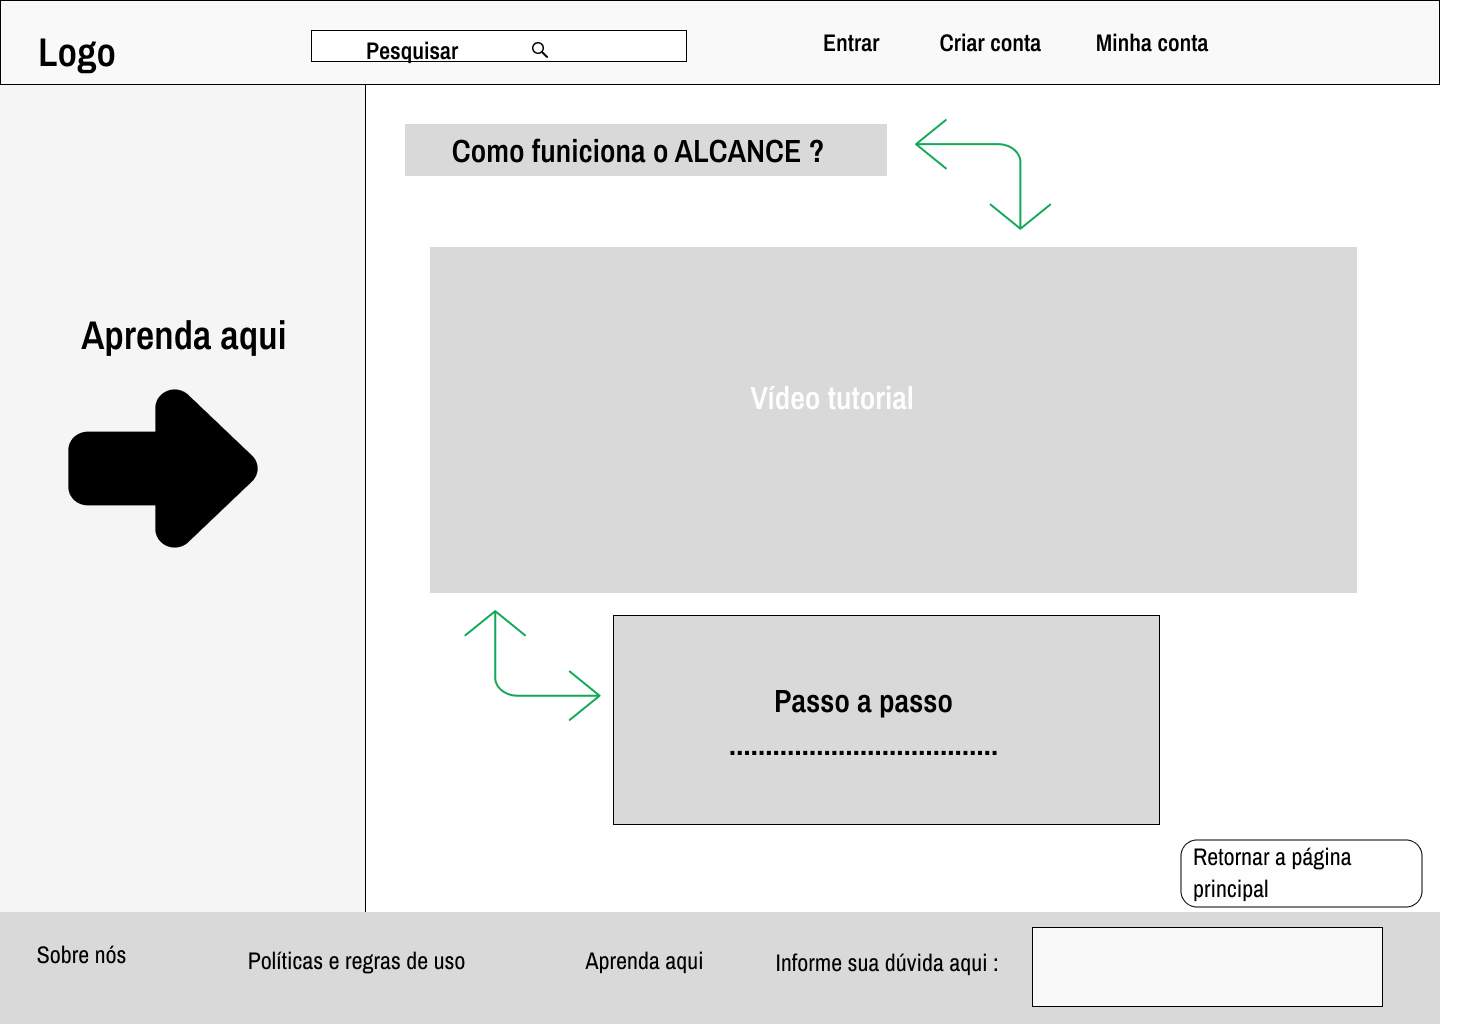 Logo
Pesquisar
Entrar
Criar conta
Minha conta
Como funiciona o ALCANCE ?
Aprenda aqui
Vídeo tutorial
Passo a passo
.....................................
Retornar a página
principal
Sobre nós
Políticas e regras de uso
Aprenda aqui
Informe sua dúvida aqui :